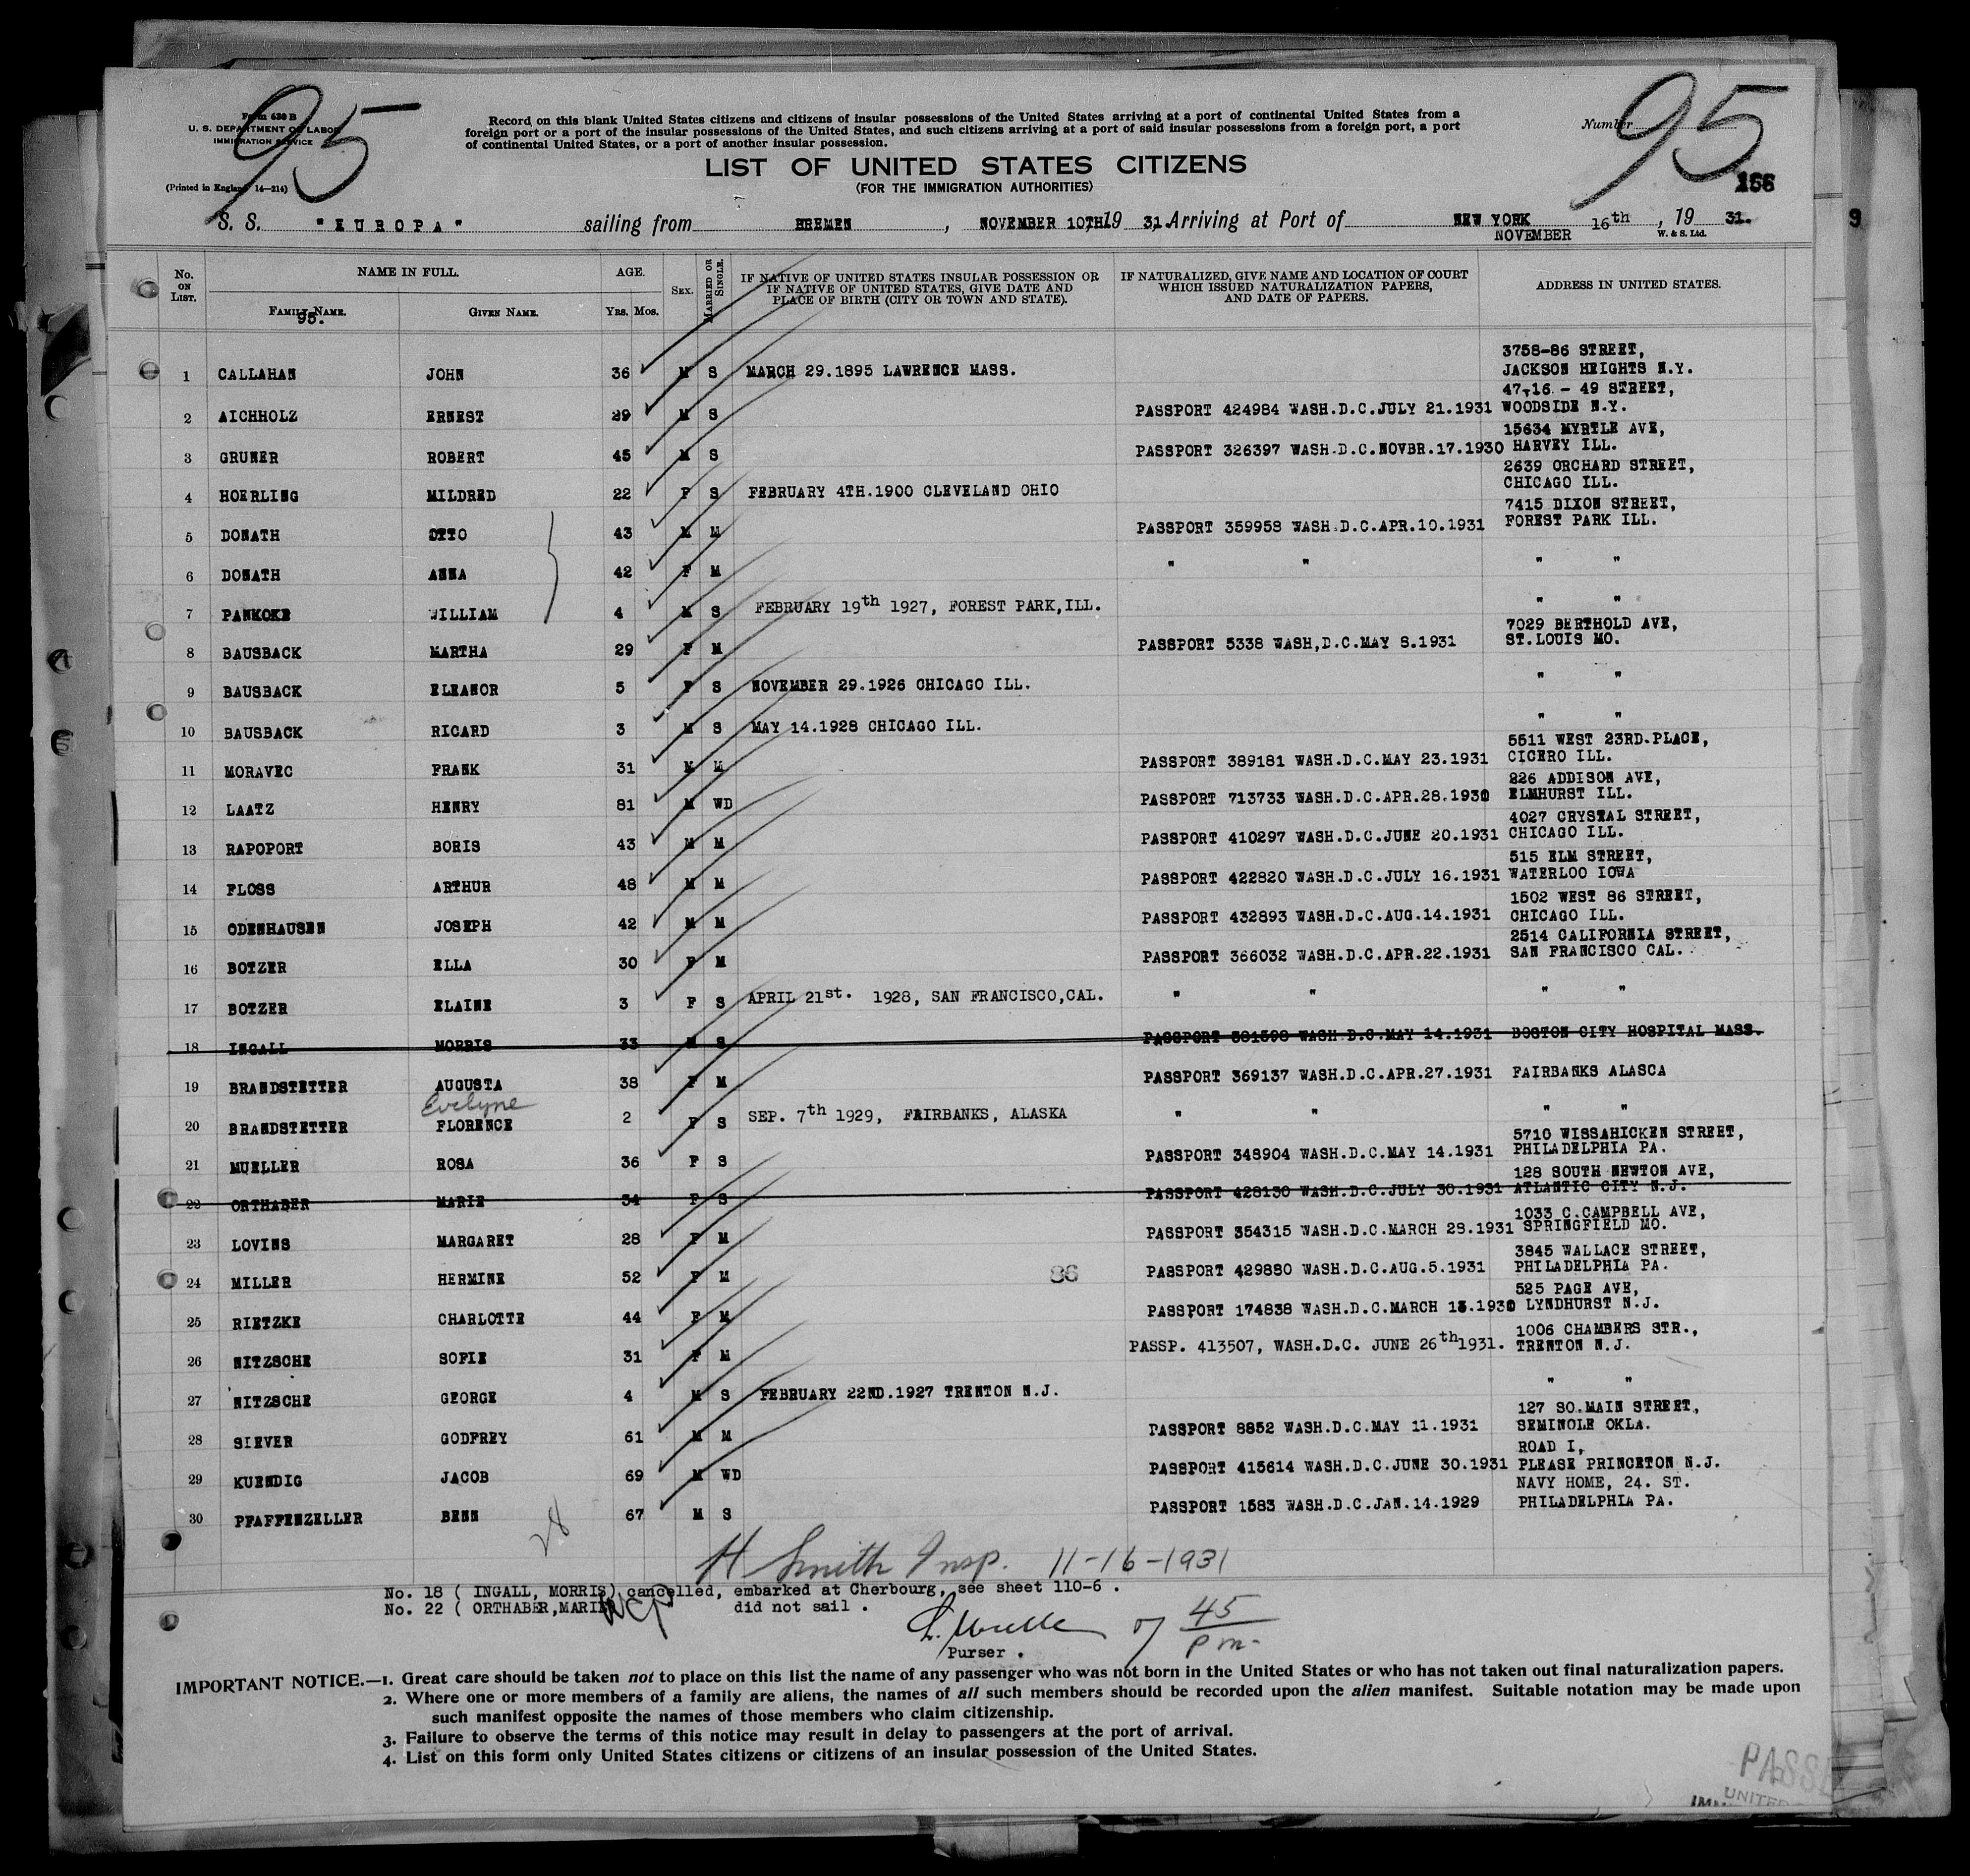 95
Form 630 B
U. S. DEPARTMENT OF LABOR
IMMIGRATION SERVICE
(Printed in England 14—214)
Record on this blank United States citizens and citizens of insular possessions of the United States arriving at a port of continental United States from a
foreign port or a port of the insular possessions of the United States, and such citizens arriving at a port of said insular possessions from a foreign port, a port
of continental United States, or a port of another insular possession.
Number
95
156
LIST OF UNITED STATES CITIZENS
(FOR THE IMMIGRATION AUTHORITIES)
S. S. "EUROPA" sailing from BREMEN, NOVEMBER 10TH 19 31. Arriving at Port of NEW YORK NOVEMBER 16th, 19 31.
W. & S. Ltd.
9
No. ON LIST. NAME IN FULL. AGE. SEX. MARRIED OR SINGLE. IF NATIVE OF UNITED STATES INSULAR POSSESSION OR IF NATIVE OF UNITED STATES, GIVE DATE AND PLACE OF BIRTH (CITY OR TOWN AND STATE). IF NATURALIZED, GIVE NAME AND LOCATION OF COURT WHICH ISSUED NATURALIZATION PAPERS, AND DATE OF PAPERS. ADDRESS IN UNITED STATES.
FAMILY NAME. GIVEN NAME. YRS. MOS.
95.
1 CALLAHAN JOHN 36 M S MARCH 29.1895 LAWRENCE MASS. 3758-86 STREET, JACKSON HEIGHTS N.Y.
2 AICHHOLZ ERNEST 29 M S PASSPORT 424984 WASH.D.C.JULY 21.1931 47-16 - 49 STREET, WOODSIDE N.Y.
3 GRUNER ROBERT 45 M S PASSPORT 326397 WASH.D.C.NOVBR.17.1930 15634 MYRTLE AVE, HARVEY ILL.
4 HOERLING MILDRED 22 F S FEBRUARY 4TH.1900 CLEVELAND OHIO 2639 ORCHARD STREET, CHICAGO ILL.
5 DONATH OTTO 43 M M PASSPORT 359958 WASH.D.C.APR.10.1931 7415 DIXON STREET, FOREST PARK ILL.
6 DONATH ANNA 42 F M " " " "
7 PANKOKE WILLIAM 4 M S FEBRUARY 19th 1927, FOREST PARK,ILL. " "
8 BAUSBACK MARTHA 29 F M PASSPORT 5338 WASH,D.C.MAY 8.1931 7029 BERTHOLD AVE, ST.LOUIS MO.
9 BAUSBACK ELEANOR 5 F S NOVEMBER 29.1926 CHICAGO ILL. " "
10 BAUSBACK RICARD 3 M S MAY 14.1928 CHICAGO ILL. " "
11 MORAVEC FRANK 31 M M PASSPORT 389181 WASH.D.C.MAY 23.1931 5511 WEST 23RD.PLACE, CICERO ILL.
12 LAATZ HENRY 81 M WD PASSPORT 713733 WASH.D.C.APR.28.1930 226 ADDISON AVE, ELMHURST ILL.
13 RAPOPORT BORIS 43 M M PASSPORT 410297 WASH.D.C.JUNE 20.1931 4027 CRYSTAL STREET, CHICAGO ILL.
14 FLOSS ARTHUR 48 M M PASSPORT 422820 WASH.D.C.JULY 16.1931 515 ELM STREET, WATERLOO IOWA
15 ODENHAUSEN JOSEPH 42 M M PASSPORT 432893 WASH.D.C.AUG.14.1931 1502 WEST 86 STREET, CHICAGO ILL.
16 BOTZER ELLA 30 F M PASSPORT 366032 WASH.D.C.APR.22.1931 2514 CALIFORNIA STREET, SAN FRANCISCO CAL.
17 BOTZER ELAINE 3 F S APRIL 21st. 1928, SAN FRANCISCO,CAL. " " " "
18 INGALL MORRIS 33 M S PASSPORT 381598 WASH.D.C.MAY 14.1931 BOSTON CITY HOSPITAL MASS.
19 BRANDSTETTER AUGUSTA 38 F M PASSPORT 369137 WASH.D.C.APR.27.1931 FAIRBANKS ALASCA
Evelyne
20 BRANDSTETTER FLORENCE 2 F S SEP. 7th 1929, FAIRBANKS, ALASKA " " " "
21 MUELLER ROSA 36 F S PASSPORT 348904 WASH.D.C.MAY 14.1931 5710 WISSAHICKEN STREET, PHILADELPHIA PA.
22 ORTHABER MARIE 34 F S PASSPORT 428130 WASH.D.C.JULY 30.1931 128 SOUTH NEWTON AVE, ATLANTIC CITY N.J.
23 LOVINS MARGARET 28 F M PASSPORT 354315 WASH.D.C.MARCH 28.1931 1033 C.CAMPBELL AVE, SPRINGFIELD MO.
24 MILLER HERMINE 52 F M 86 PASSPORT 429880 WASH.D.C.AUG.5.1931 3845 WALLACE STREET, PHILADELPHIA PA.
25 RIETZKE CHARLOTTE 44 F M PASSPORT 174838 WASH.D.C.MARCH 13.1930 525 PAGE AVE, LYNDHURST N.J.
26 NITZSCHE SOFIE 31 F M PASSP. 413507, WASH.D.C. JUNE 26th 1931. 1006 CHAMBERS STR., TRENTON N.J.
27 NITZSCHE GEORGE 4 M S FEBRUARY 22ND.1927 TRENTON N.J. " "
28 SIEVER GODFREY 61 M M PASSPORT 8852 WASH.D.C.MAY 11.1931 127 SO.MAIN STREET, SEMINOLE OKLA.
29 KUENDIG JACOB 69 M WD PASSPORT 415614 WASH.D.C.JUNE 30.1931 ROAD I, PLEASE PRINCETON N.J.
30 PFAFFENZELLER BENN 67 M S PASSPORT 1583 WASH.D.C.JAN.14.1929 NAVY HOME, 24. ST. PHILADELPHIA PA.
28
H Smith Insp. 11-16-1931
No. 18 ( INGALL, MORRIS) cancelled, embarked at Cherbourg, see sheet 110-6 .
No. 22 ( ORTHABER,MARIE did not sail .
45
pm
Purser .
IMPORTANT NOTICE.—1. Great care should be taken not to place on this list the name of any passenger who was not born in the United States or who has not taken out final naturalization papers.
2. Where one or more members of a family are aliens, the names of all such members should be recorded upon the alien manifest. Suitable notation may be made upon
such manifest opposite the names of those members who claim citizenship.
3. Failure to observe the terms of this notice may result in delay to passengers at the port of arrival.
4. List on this form only United States citizens or citizens of an insular possession of the United States.
PASSE
UNITED